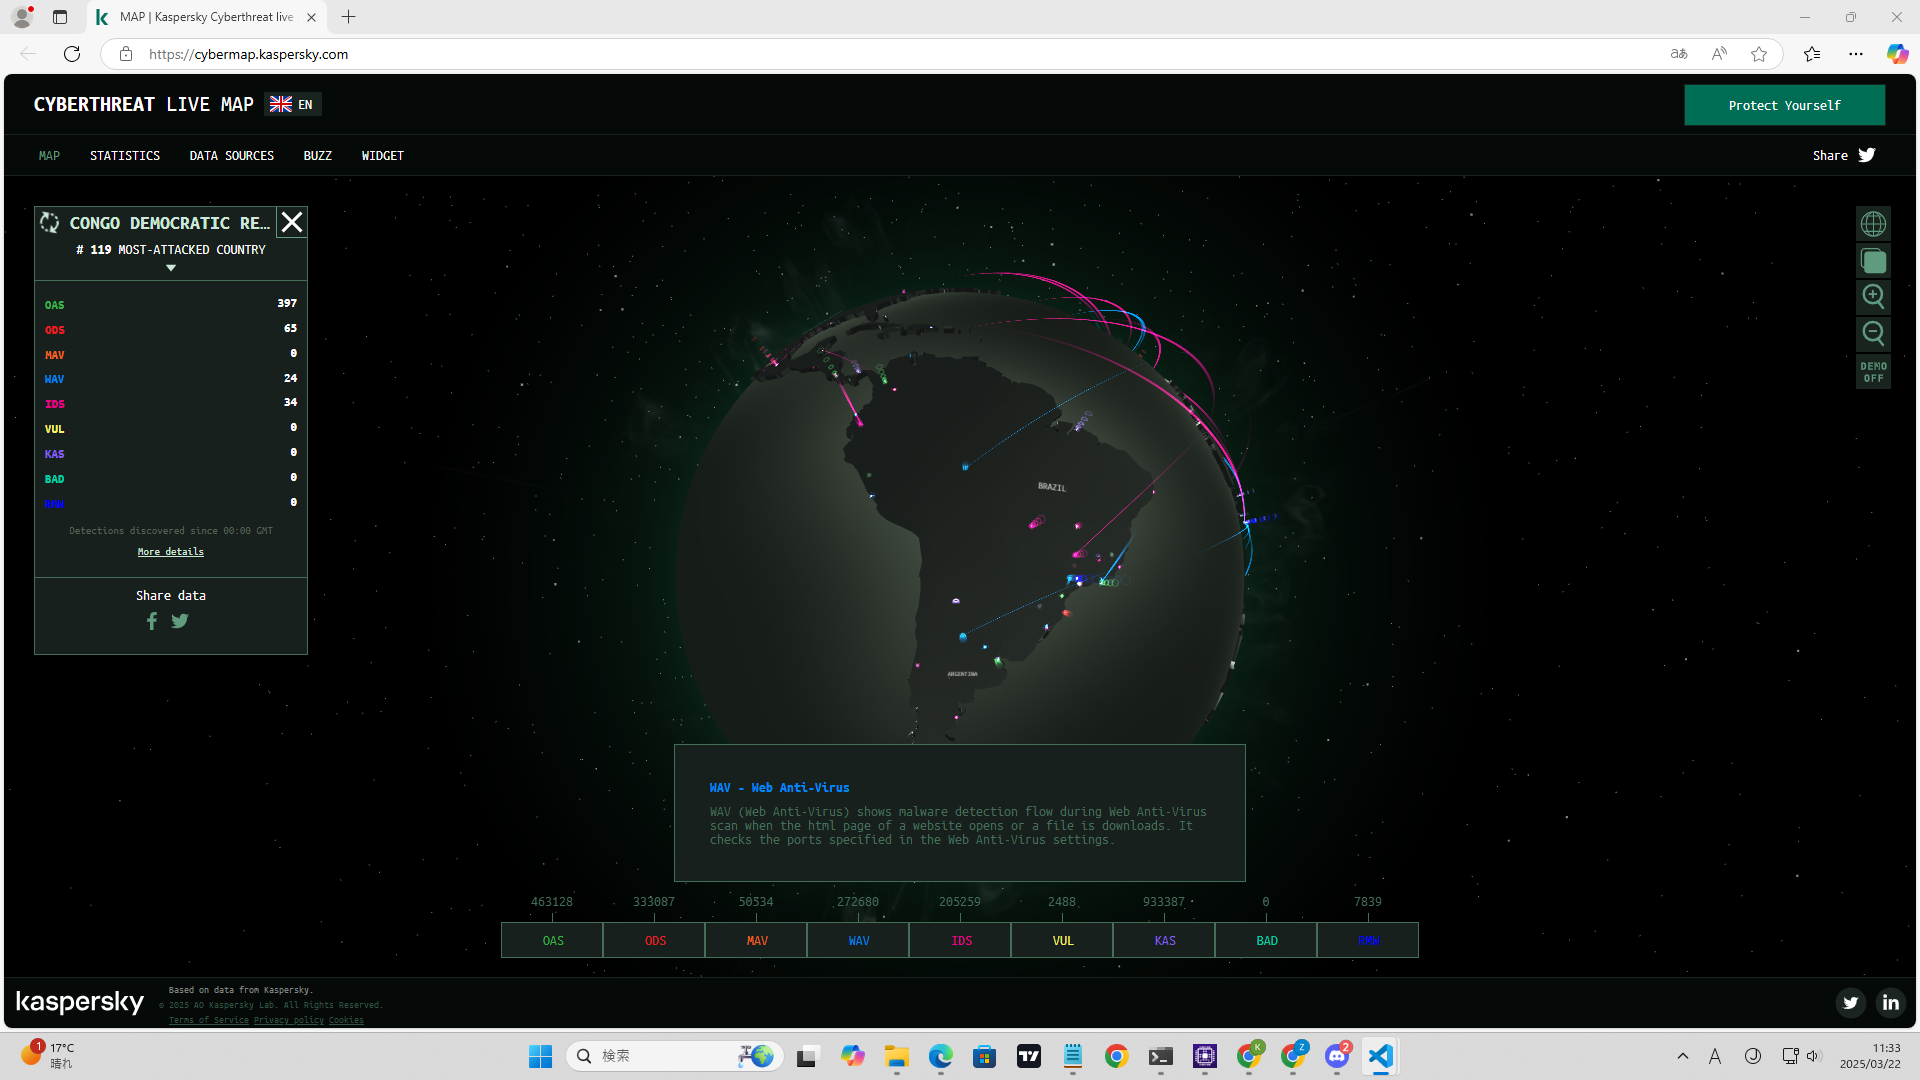 MAP | Kaspersky Cyberthreat live
https://cybermap.kaspersky.com
CYBERTHREAT LIVE MAP EN
Protect Yourself
MAP STATISTICS DATA SOURCES BUZZ WIDGET
Share
CONGO DEMOCRATIC RE…
# 119 MOST-ATTACKED COUNTRY
OAS 397
ODS 65
MAV 0
WAV 24
IDS 34
VUL 0
KAS 0
BAD 0
RMW 0
Detections discovered since 00:00 GMT
More details
Share data
DEMO
OFF
BRAZIL
ARGENTINA
WAV - Web Anti-Virus
WAV (Web Anti-Virus) shows malware detection flow during Web Anti-Virus
scan when the html page of a website opens or a file is downloads. It
checks the ports specified in the Web Anti-Virus settings.
463128 333087 50534 272680 205259 2488 933387 0 7839
OAS ODS MAV WAV IDS VUL KAS BAD RMW
kaspersky
Based on data from Kaspersky.
© 2025 AO Kaspersky Lab. All Rights Reserved.
Terms of Service Privacy policy Cookies
1
17°C
晴れ
検索
K
Z
2
A
11:33
2025/03/22